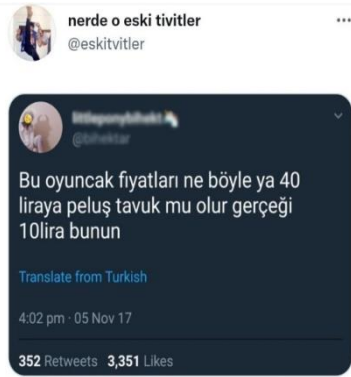 nerde o eski tivitler
@eskitvitler
@bihektar
Bu oyuncak fiyatları ne böyle ya 40
liraya peluş tavuk mu olur gerçeği
10lira bunun
Translate from Turkish
4:02 pm · 05 Nov 17
352 Retweets 3,351 Likes